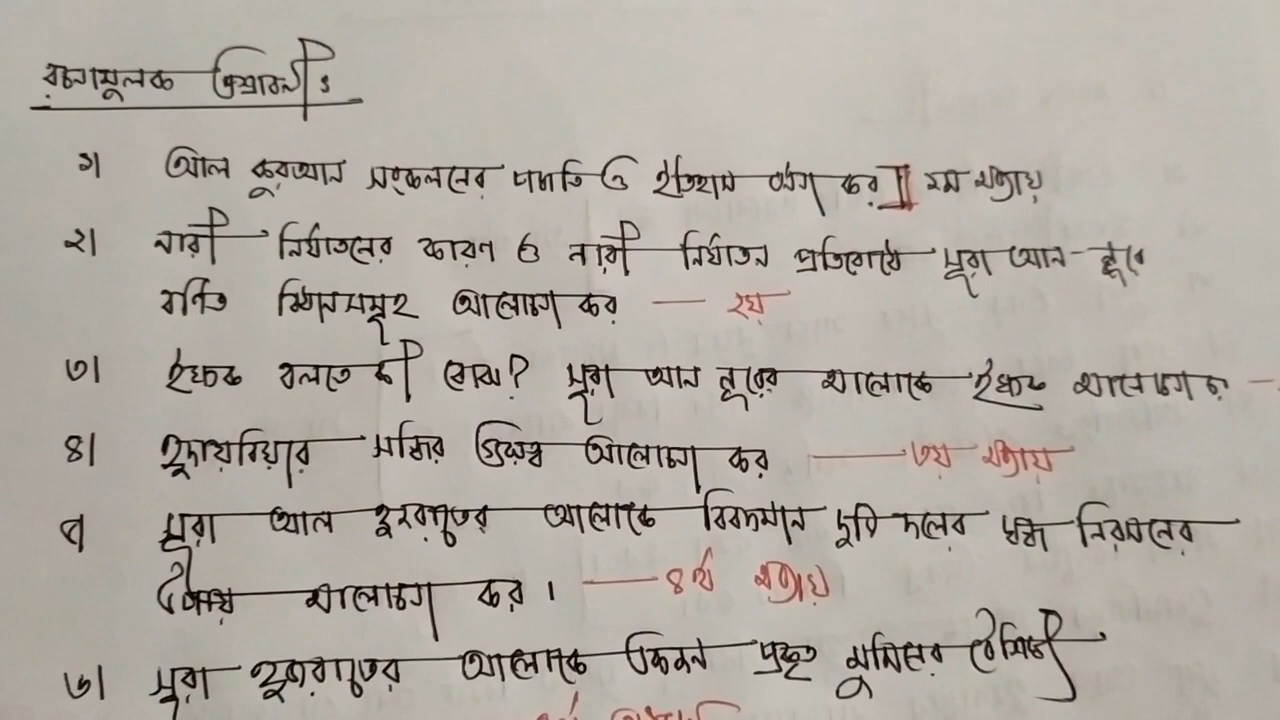 রচনামূলক প্রশ্নাবলী ঃ
১। আল কুরআন সংকলনের পদ্ধতি ও ইতিহাস বর্ণনা কর ১ম অধ্যায়
২। নারী নির্যাতনের কারণ ও নারী নির্যাতন প্রতিরোধে সূরা আন-নূরে
বর্ণিত বিধানসমূহ আলোচনা কর — ২য়
৩। ইফক বলতে কী বোঝ? সূরা আন নূরের আলোকে ইফক আলোচনা ক
৪। হুদায়বিয়ার সন্ধির গুরুত্ব আলোচনা কর — ৩য় অধ্যায়
৫। সূরা আল হুজরাতের আলোকে বিবদমান দুটি দলের দ্বন্দ্ব নিরসনের
উপায় আলোচনা কর । — ৪র্থ অধ্যায়
৬। সূরা হুজরাতের আলোকে একজন প্রকৃত মুমিনের বৈশিষ্ট্য